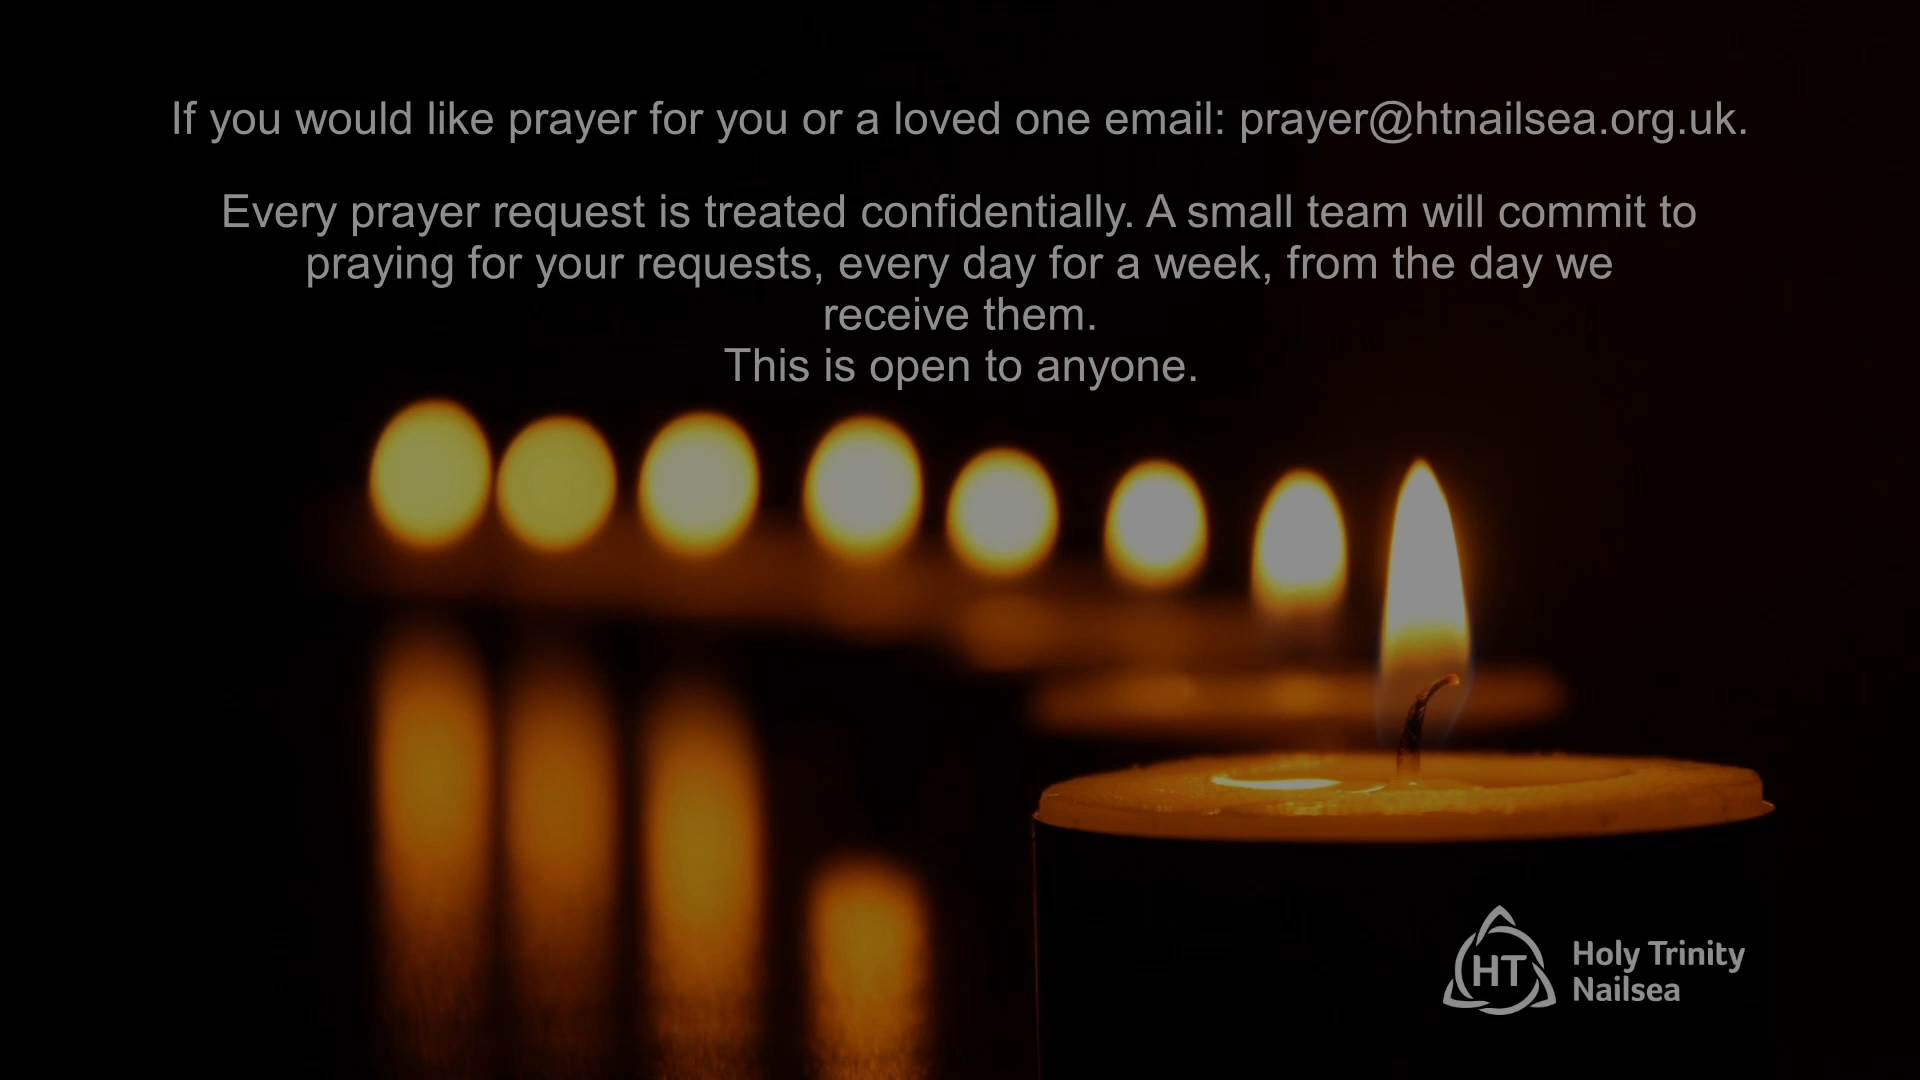 If you would like prayer for you or a loved one email: prayer@htnailsea.org.uk.
Every prayer request is treated confidentially. A small team will commit to
praying for your requests, every day for a week, from the day we
receive them.
This is open to anyone.
HT
Holy Trinity
Nailsea